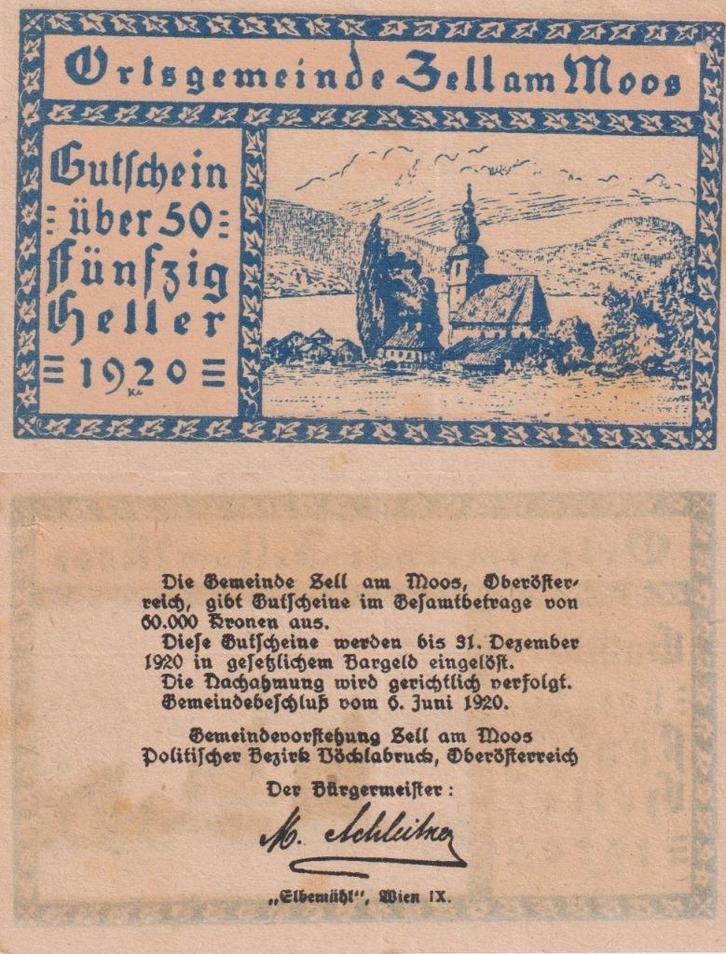 Ortsgemeinde Zell am Moos
Gutschein
über 50
Fünfzig
Heller
1920
Die Gemeinde Zell am Moos, Oberöster-
reich, gibt Gutscheine im Gesamtbetrage von
60.000 Kronen aus.
Diese Gutscheine werden bis 31. Dezember
1920 in gesetzlichem Bargeld eingelöst.
Die Nachahmung wird gerichtlich verfolgt.
Gemeindebeschluß vom 6. Juni 1920.
Gemeindevorstehung Zell am Moos
Politischer Bezirk Vöcklabruck, Oberösterreich
Der Bürgermeister:
M. Schleitner
„Elbemühl“, Wien IX.